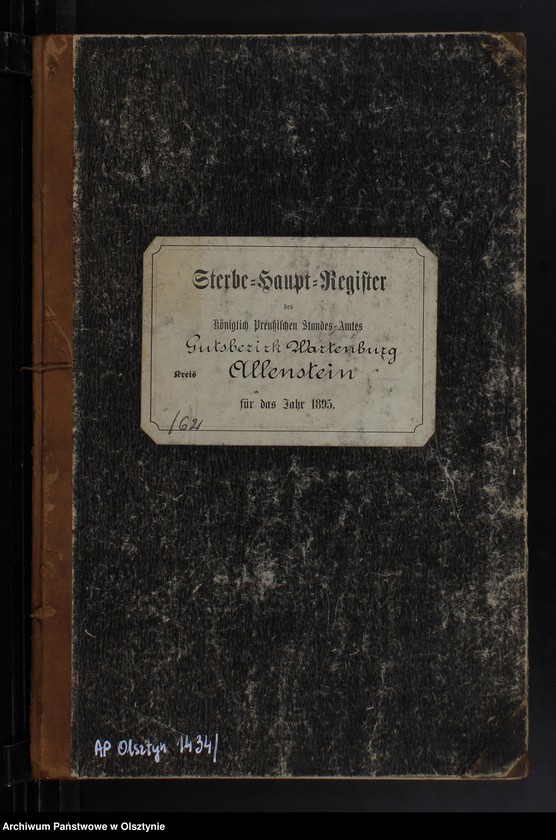 Sterbe-Haupt-Register
des
Königlich Preußischen Standes-Amtes
Gutsbezirk Wartenburg
Kreis Allenstein
für das Jahr 1895.
/62
AP Olsztyn 1434/
Archiwum Państwowe w Olsztynie